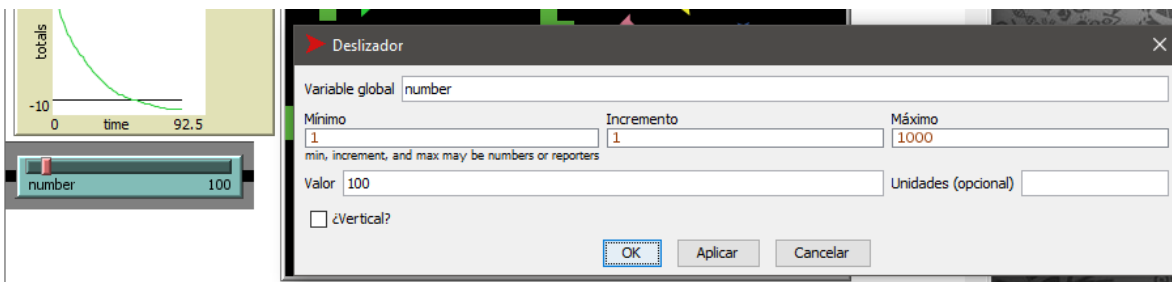 totals
-10
0 time 92.5
number 100
Deslizador
Variable global number
Mínimo Incremento Máximo
1 1 1000
min, increment, and max may be numbers or reporters
Valor 100 Unidades (opcional)
¿Vertical?
OK Aplicar Cancelar